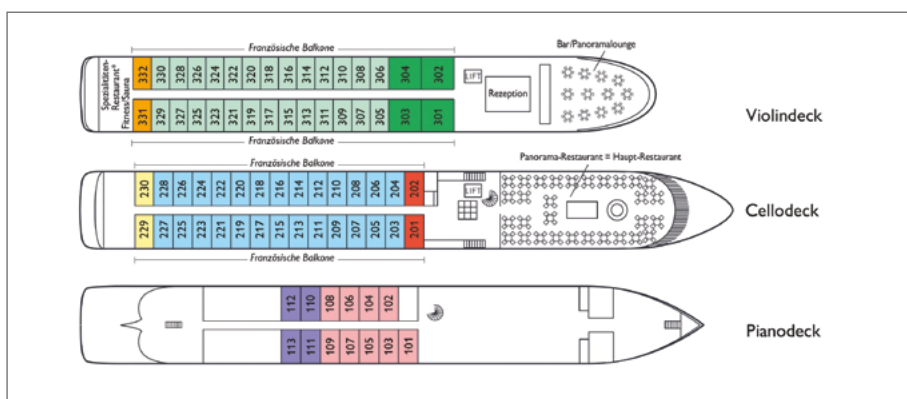 Französische Balkone
Bar/Panoramalounge
Spezialitäten-
Restaurant*
Fitness/Sauna
332 330 328 326 324 322 320 318 316 314 312 310 308 306 304 302
LIFT
Rezeption
331 329 327 325 323 321 319 317 315 313 311 309 307 305 303 301
Violindeck
Französische Balkone
Französische Balkone
Panorama-Restaurant = Haupt-Restaurant
230 228 226 224 222 220 218 216 214 212 210 208 206 204 202
LIFT
Cellodeck
229 227 225 223 221 219 217 215 213 211 209 207 205 203 201
Französische Balkone
112 110 108 106 104 102
Pianodeck
113 111 109 107 105 103 101